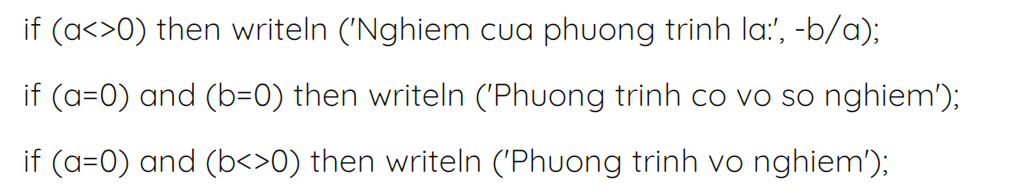 if (a<>0) then writeln ('Nghiem cua phuong trinh la:', -b/a);
if (a=0) and (b=0) then writeln ('Phuong trinh co vo so nghiem');
if (a=0) and (b<>0) then writeln ('Phuong trinh vo nghiem');